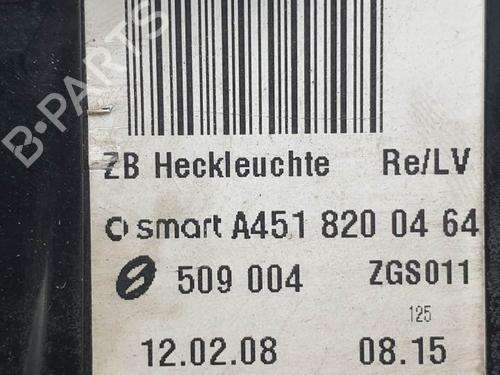 B-PARTS
ZB Heckleuchte Re/LV
smart A451 820 04 64
509 004 ZGS011
125
12.02.08 08.15